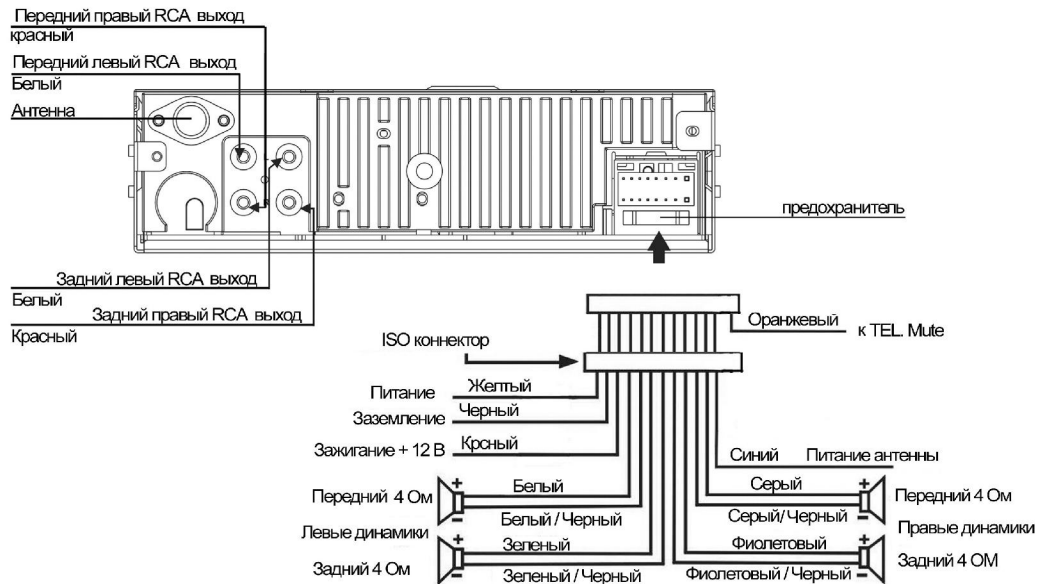 Передний правый RCA выход
красный
Передний левый RCA выход
Белый
Антенна
предохранитель
Задний левый RCA выход
Белый
Задний правый RCA выход
Красный
Оранжевый
к TEL. Mute
ISO коннектор
Питание
Желтый
Заземление
Черный
Зажигание + 12 В
Крсный
Синий
Питание антенны
Передний 4 Ом
Белый
+
Белый / Черный
–
Левые динамики
Задний 4 Ом
Зеленый
+
Зеленый / Черный
–
Серый
+
Передний 4 Ом
Серый/ Черный
–
Правые динамики
Фиолетовый
+
Задний 4 ОМ
Фиолетовый / Черный
–